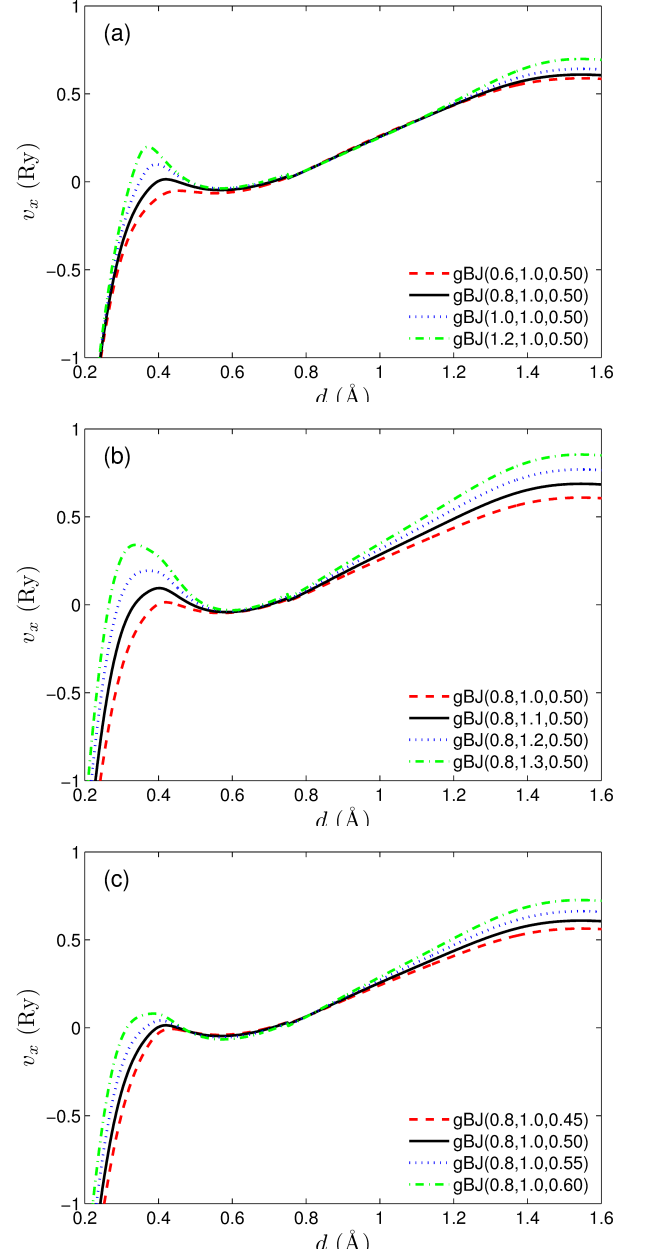 (a)
1
0.5
0
−0.5
−1
v_x (Ry)
gBJ(0.6,1.0,0.50)
gBJ(0.8,1.0,0.50)
gBJ(1.0,1.0,0.50)
gBJ(1.2,1.0,0.50)
0.2 0.4 0.6 0.8 1 1.2 1.4 1.6
d (Å)
(b)
1
0.5
0
−0.5
−1
v_x (Ry)
gBJ(0.8,1.0,0.50)
gBJ(0.8,1.1,0.50)
gBJ(0.8,1.2,0.50)
gBJ(0.8,1.3,0.50)
0.2 0.4 0.6 0.8 1 1.2 1.4 1.6
d (Å)
(c)
1
0.5
0
−0.5
−1
v_x (Ry)
gBJ(0.8,1.0,0.45)
gBJ(0.8,1.0,0.50)
gBJ(0.8,1.0,0.55)
gBJ(0.8,1.0,0.60)
0.2 0.4 0.6 0.8 1 1.2 1.4 1.6
d (Å)